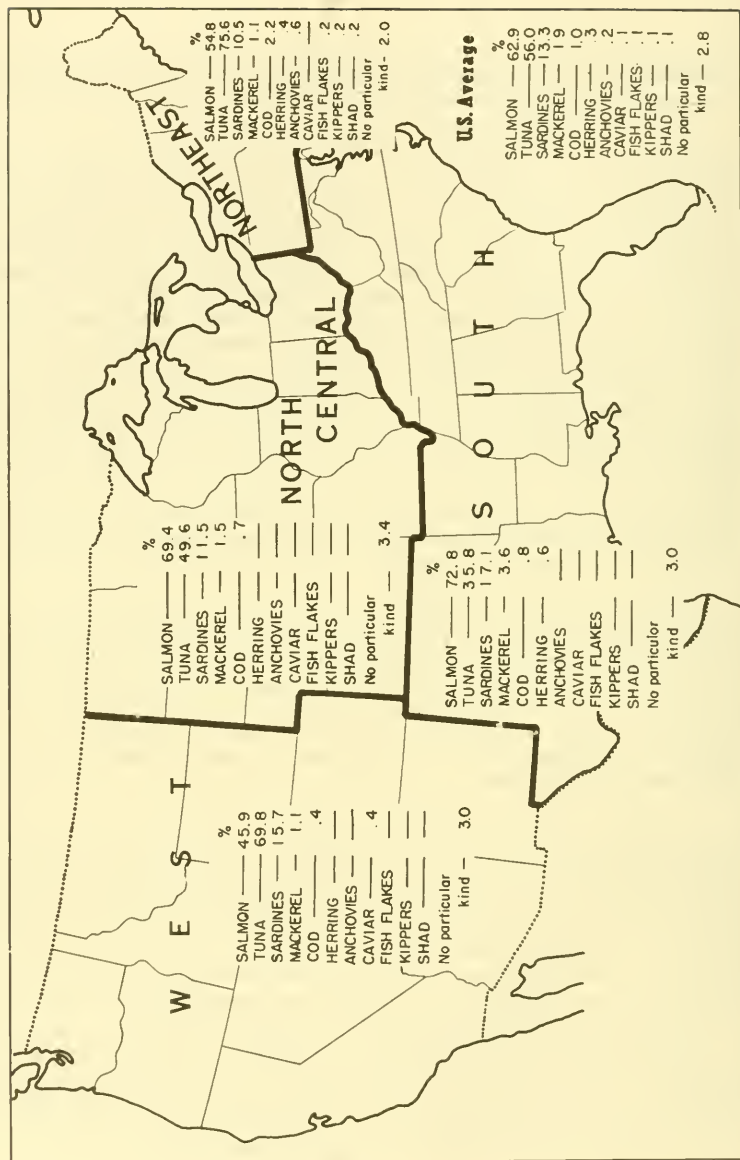 WEST
%
SALMON — 45.9
TUNA — 69.8
SARDINES — 15.7
MACKEREL — 1.1
COD — .4
HERRING —
ANCHOVIES —
CAVIAR — .4
FISH FLAKES —
KIPPERS —
SHAD —
No particular
kind — 3.0
NORTH
CENTRAL
%
SALMON — 69.4
TUNA — 49.6
SARDINES — 11.5
MACKEREL — 1.5
COD — .7
HERRING —
ANCHOVIES —
CAVIAR —
FISH FLAKES —
KIPPERS —
SHAD —
No particular
kind — 3.4
NORTHEAST
%
SALMON — 54.8
TUNA — 75.6
SARDINES — 10.5
MACKEREL — 1.1
COD — 2.2
HERRING — .4
ANCHOVIES — .6
CAVIAR —
FISH FLAKES — .2
KIPPERS — .2
SHAD — .2
No particular
kind - 2.0
SOUTH
%
SALMON — 72.8
TUNA — 35.8
SARDINES — 17.1
MACKEREL — 3.6
COD — .8
HERRING — .6
ANCHOVIES —
CAVIAR —
FISH FLAKES —
KIPPERS —
SHAD —
No particular
kind — 3.0
U.S. Average
%
SALMON — 62.9
TUNA — 56.0
SARDINES — 13.3
MACKEREL — 1.9
COD — 1.0
HERRING — .3
ANCHOVIES — .2
CAVIAR — .1
FISH FLAKES - .1
KIPPERS — .1
SHAD — .1
No particular
kind — 2.8